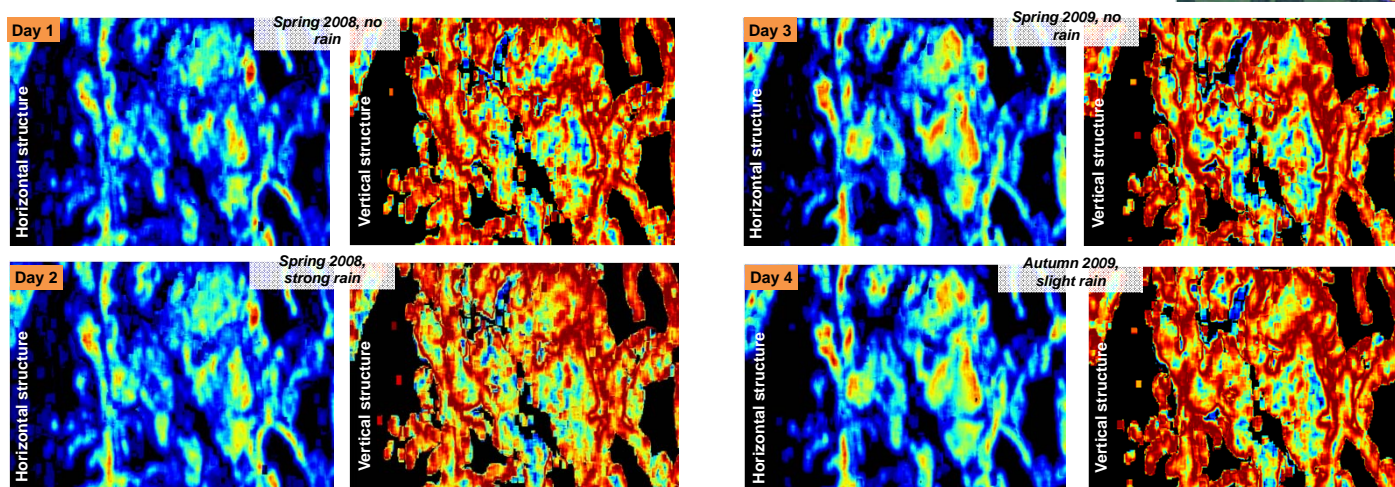 Day 1
Spring 2008, no
rain
Horizontal structure
Vertical structure
Day 3
Spring 2009, no
rain
Horizontal structure
Vertical structure
Day 2
Spring 2008,
strong rain
Horizontal structure
Vertical structure
Day 4
Autumn 2009,
slight rain
Horizontal structure
Vertical structure